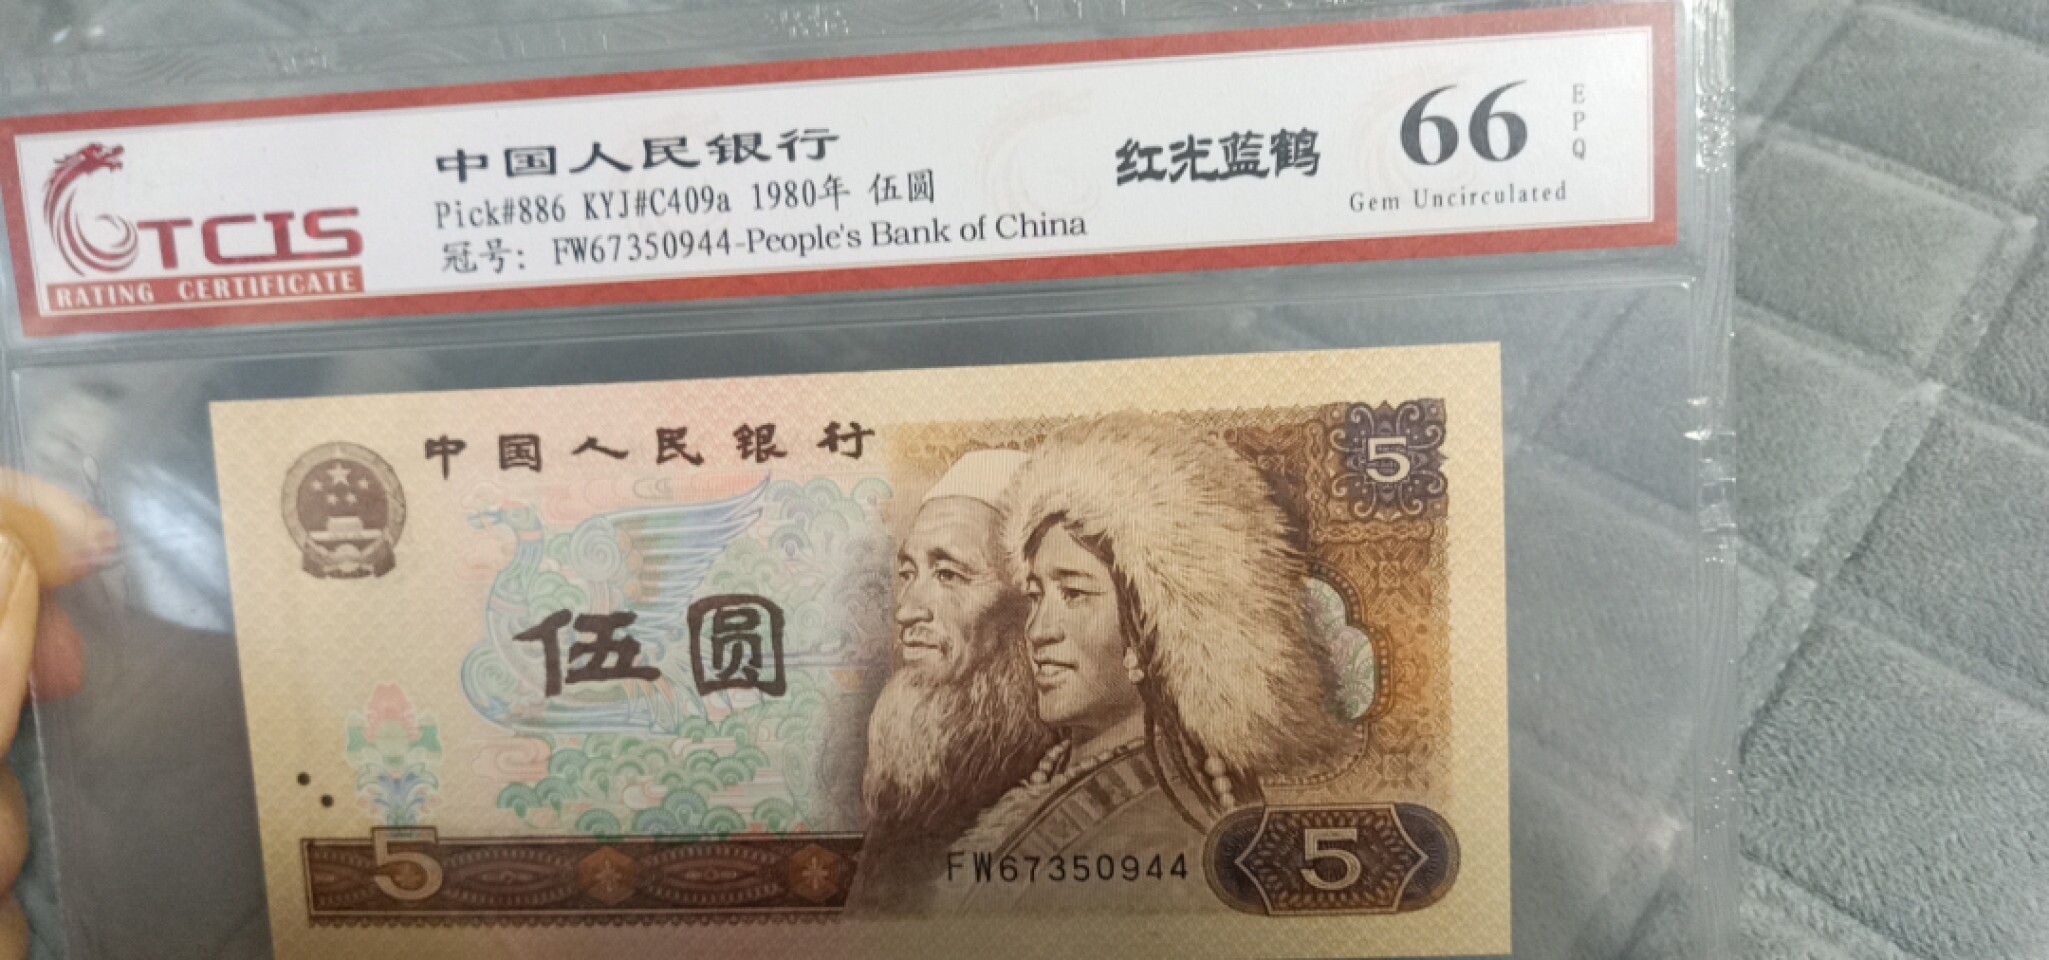 TCIS
RATING CERTIFICATE
中国人民银行
Pick#886 KYJ#C409a 1980年 伍圆
冠号: FW67350944-People's Bank of China
红光蓝鹤
66
EPQ
Gem Uncirculated
中国人民银行
5
伍圆
5
FW67350944
5